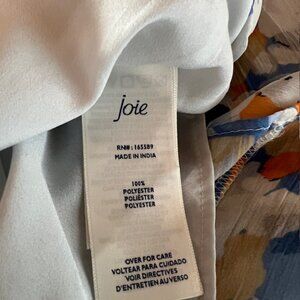 joie
RN#: 165589
MADE IN INDIA
100%
POLYESTER
POLIÉSTER
POLYESTER
OVER FOR CARE
VOLTEAR PARA CUIDADO
VOIR DIRECTIVES
D'ENTRETIEN AU VERSO